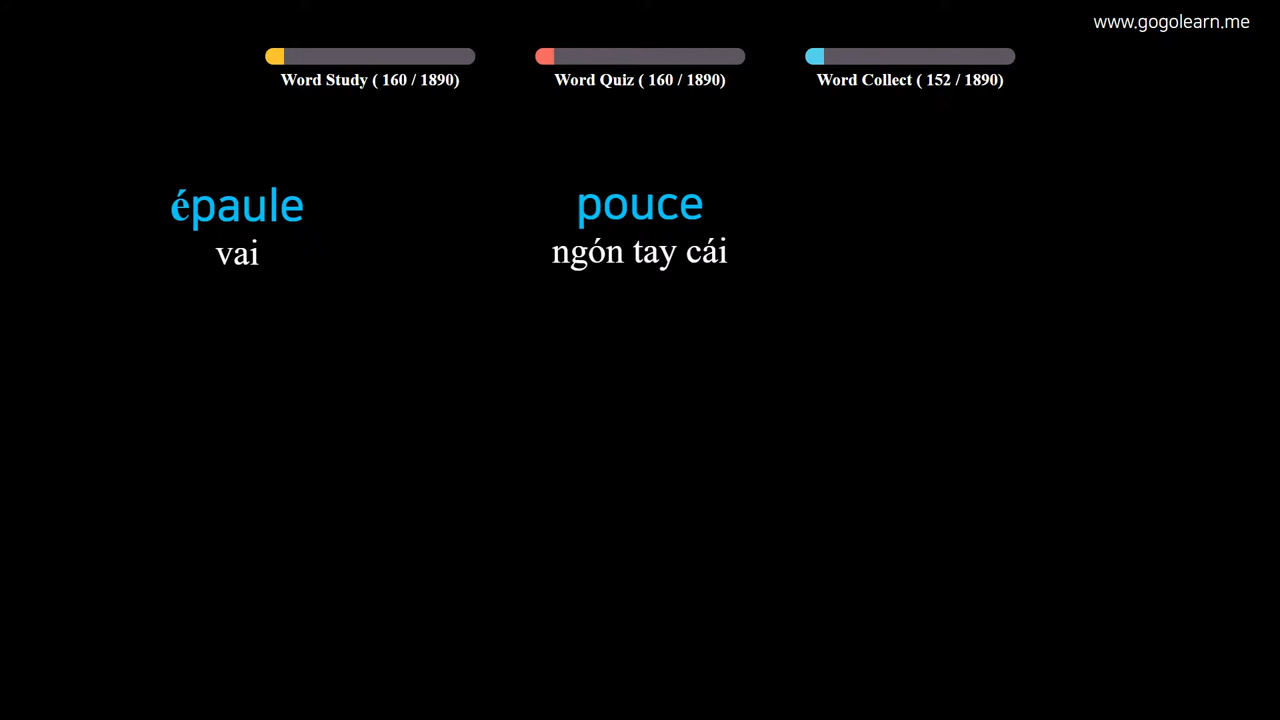 www.gogolearn.me
Word Study ( 160 / 1890)
Word Quiz ( 160 / 1890)
Word Collect ( 152 / 1890)
épaule
vai
pouce
ngón tay cái